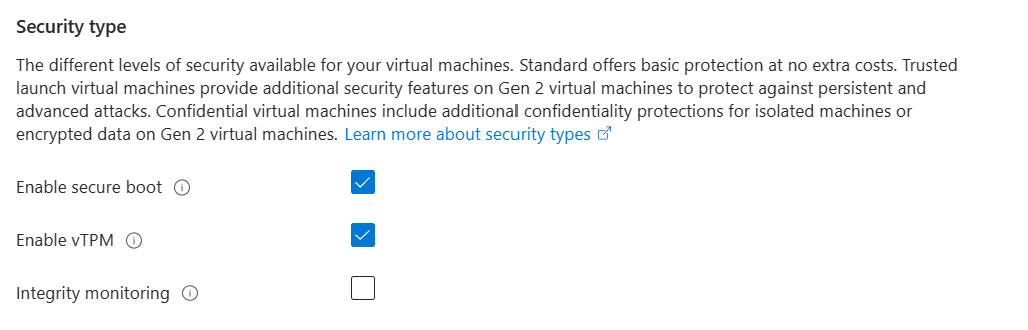 Security type
The different levels of security available for your virtual machines. Standard offers basic protection at no extra costs. Trusted
launch virtual machines provide additional security features on Gen 2 virtual machines to protect against persistent and
advanced attacks. Confidential virtual machines include additional confidentiality protections for isolated machines or
encrypted data on Gen 2 virtual machines. Learn more about security types
Enable secure boot
Enable vTPM
Integrity monitoring